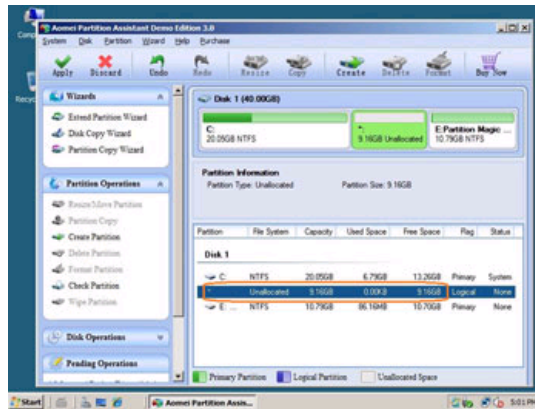 Aomei Partition Assistant Demo Edition 3.0
System Disk Partition Wizard Help Purchase
Apply Discard Undo Redo Resize Copy Create Delete Format Buy Now
Wizards
Extend Partition Wizard
Disk Copy Wizard
Partition Copy Wizard
Partition Operations
Resize/Move Partition
Partition Copy
Create Partition
Delete Partition
Format Partition
Check Partition
Wipe Partition
Disk Operations
Pending Operations
Disk 1 (40.00GB)
C:
20.05GB NTFS
*:
9.16GB Unallocated
E:Partition Magic ...
10.79GB NTFS
Partition Information
Partition Type: Unallocated Partition Size: 9.16GB
Partition File System Capacity Used Space Free Space Flag Status
Disk 1
C: NTFS 20.05GB 6.79GB 13.26GB Primary System
*: Unallocated 9.16GB 0.00KB 9.16GB Logical None
E: ... NTFS 10.79GB 86.16MB 10.70GB Primary None
Primary Partition Logical Partition Unallocated Space
Start Aomei Partition Assis... 5:01 PM